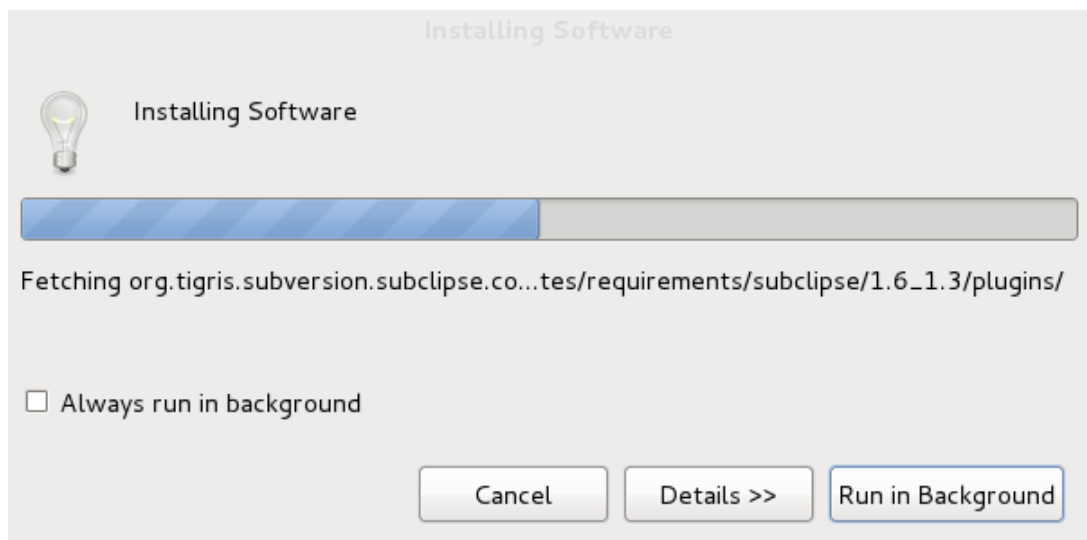 Installing Software
Installing Software
Fetching org.tigris.subversion.subclipse.co...tes/requirements/subclipse/1.6_1.3/plugins/
Always run in background
Cancel
Details >>
Run in Background